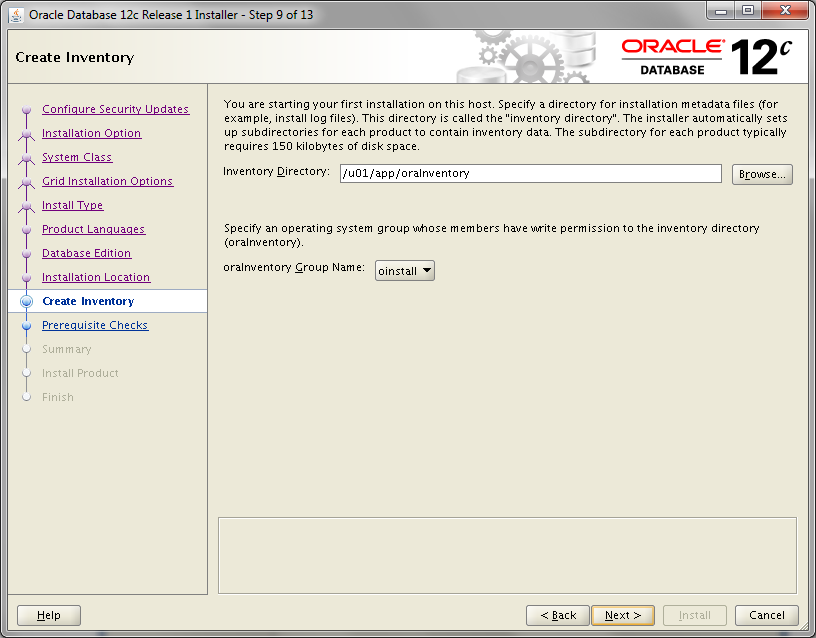 Oracle Database 12c Release 1 Installer - Step 9 of 13
Create Inventory
ORACLE®
DATABASE
12c
Configure Security Updates
Installation Option
System Class
Grid Installation Options
Install Type
Product Languages
Database Edition
Installation Location
Create Inventory
Prerequisite Checks
Summary
Install Product
Finish
You are starting your first installation on this host. Specify a directory for installation metadata files (for
example, install log files). This directory is called the "inventory directory". The installer automatically sets
up subdirectories for each product to contain inventory data. The subdirectory for each product typically
requires 150 kilobytes of disk space.
Inventory Directory: /u01/app/oraInventory Browse...
Specify an operating system group whose members have write permission to the inventory directory
(oraInventory).
oraInventory Group Name: oinstall
Help < Back Next > Install Cancel